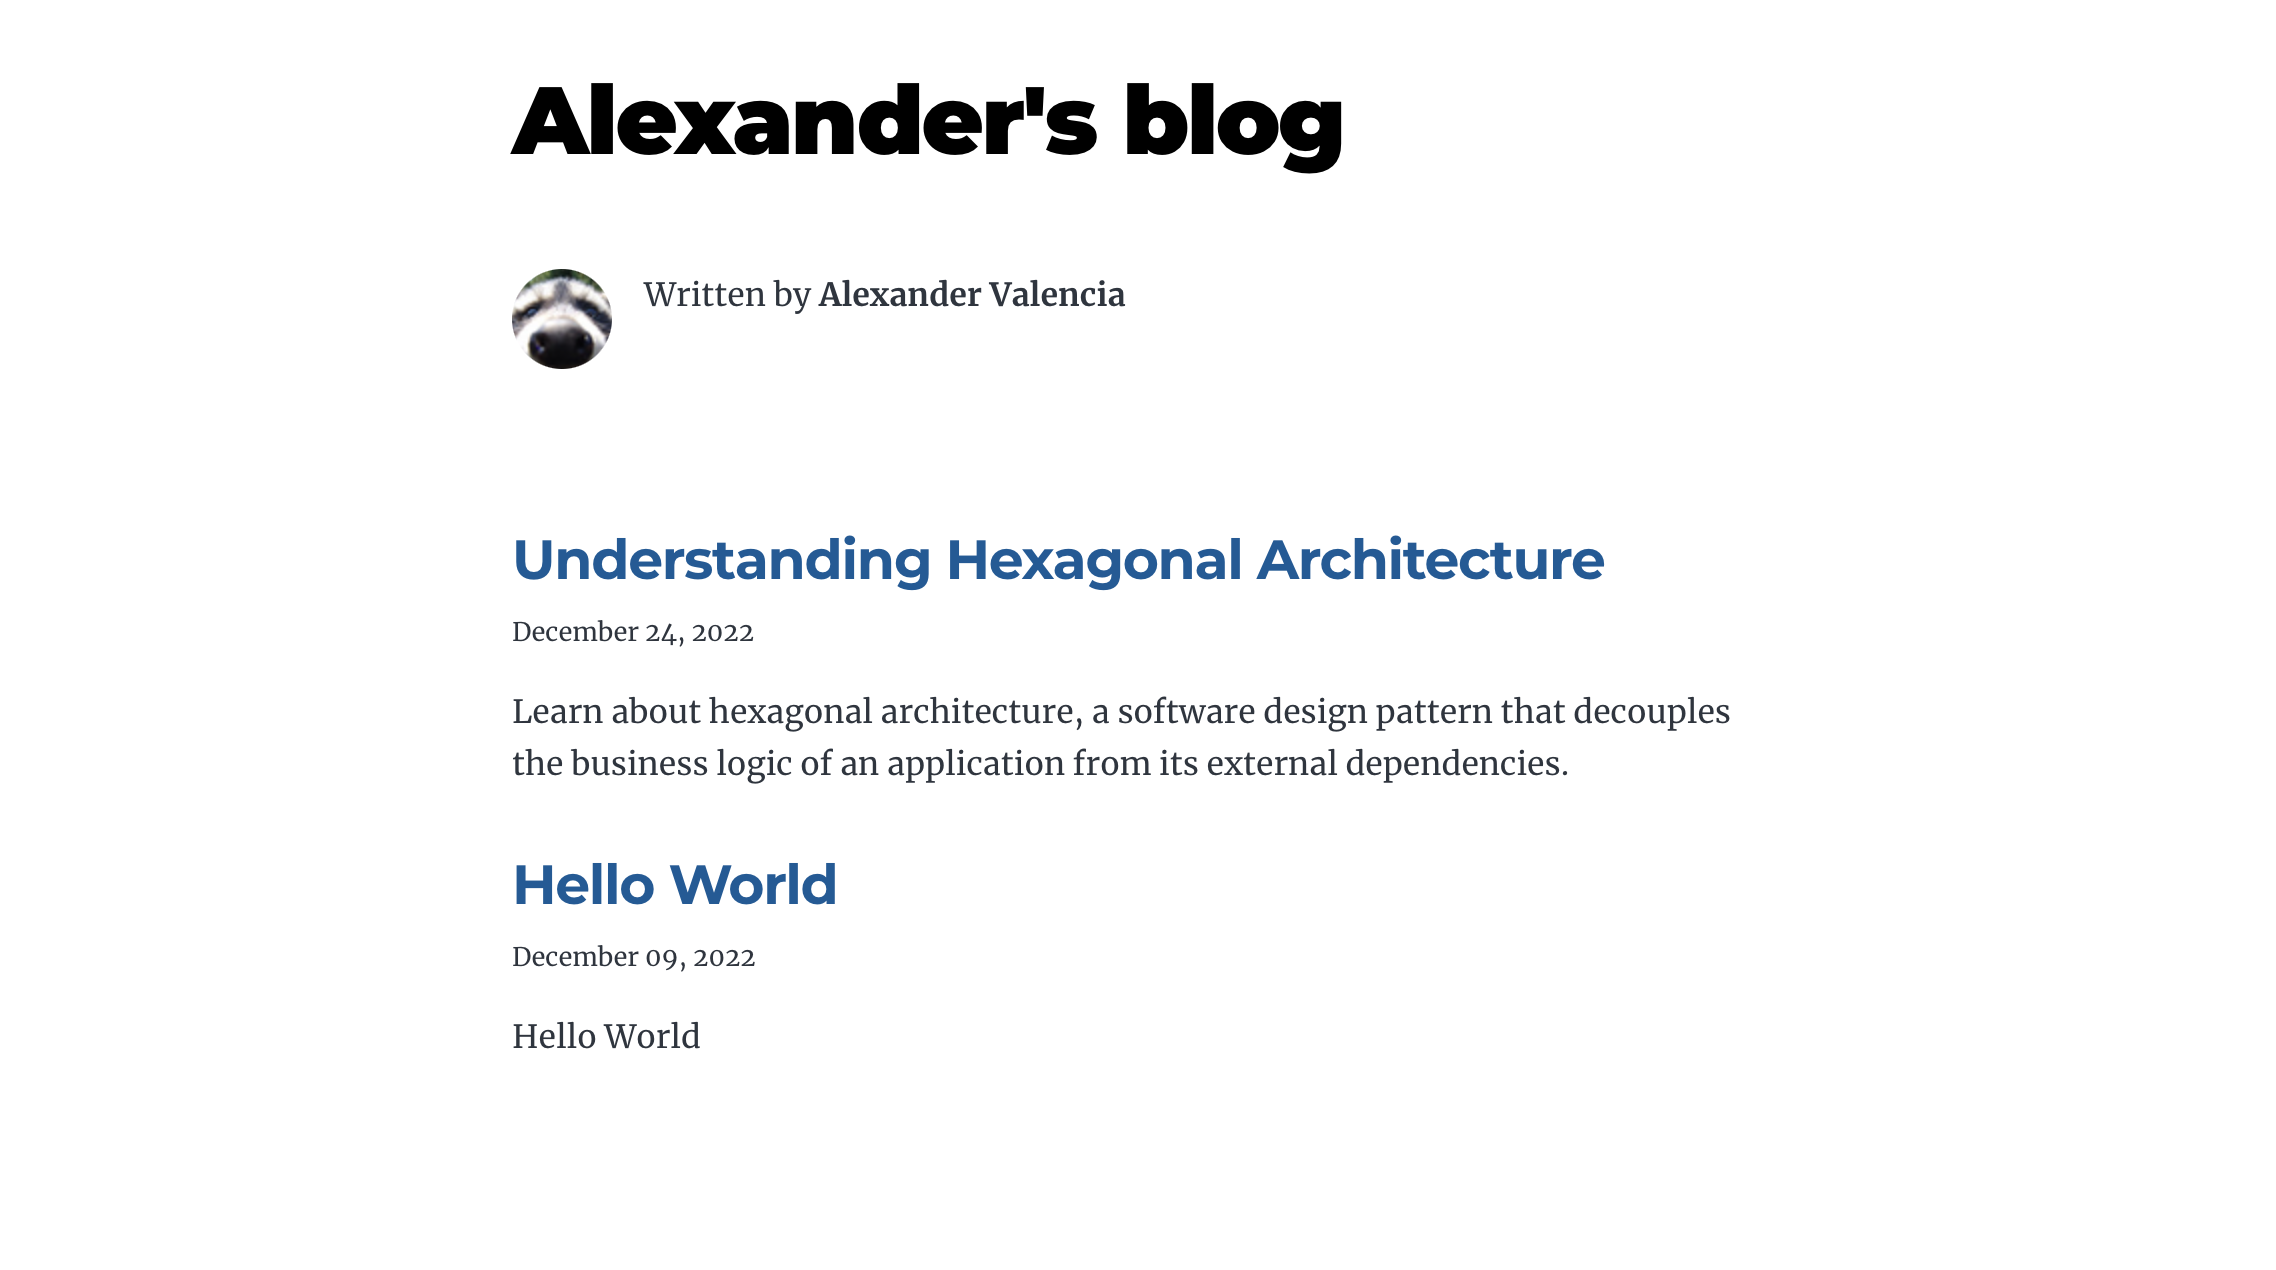 Alexander's blog
Written by Alexander Valencia
Understanding Hexagonal Architecture
December 24, 2022
Learn about hexagonal architecture, a software design pattern that decouples
the business logic of an application from its external dependencies.
Hello World
December 09, 2022
Hello World